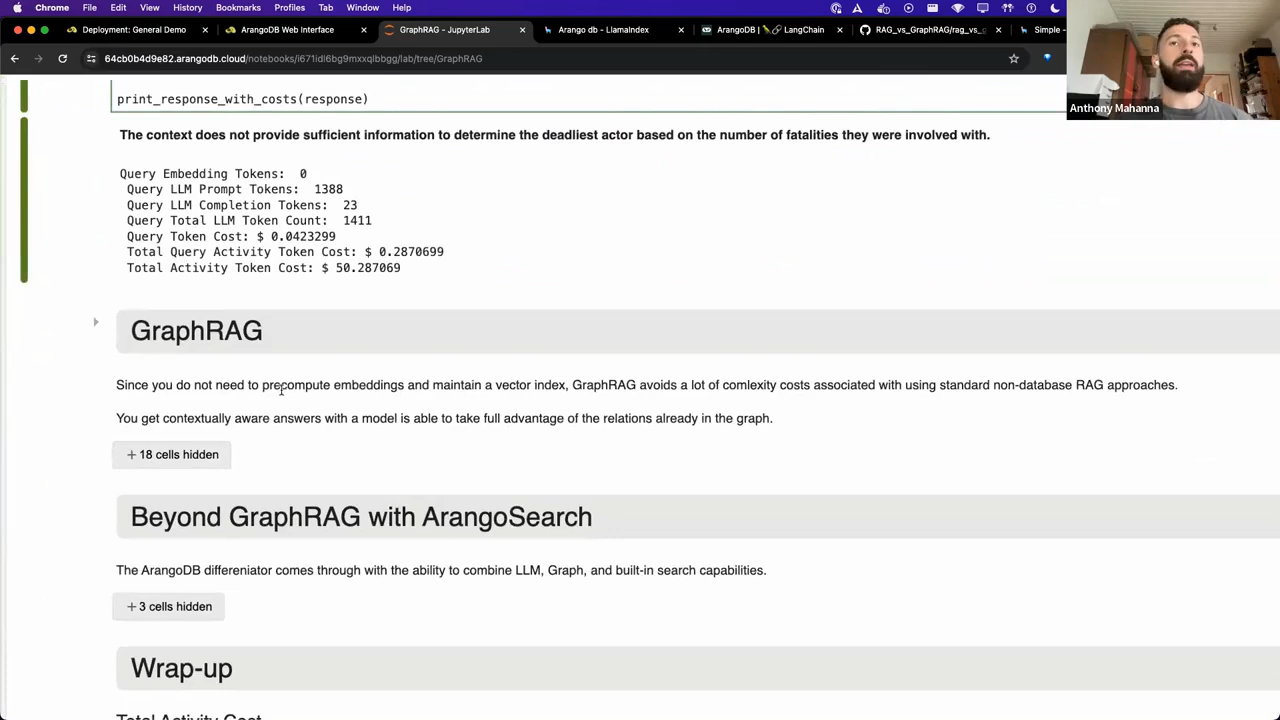 Chrome File Edit View History Bookmarks Profiles Tab Window Help
Deployment: General Demo
ArangoDB Web Interface
GraphRAG - JupyterLab
Arango db - LlamaIndex
ArangoDB | LangChain
RAG_vs_GraphRAG/rag_vs_g
Simple -
64cb0b4d9e82.arangodb.cloud/notebooks/i671idl6bg9mxxqlbbgg/lab/tree/GraphRAG
Anthony Mahanna
print_response_with_costs(response)
The context does not provide sufficient information to determine the deadliest actor based on the number of fatalities they were involved with.
Query Embedding Tokens: 0
Query LLM Prompt Tokens: 1388
Query LLM Completion Tokens: 23
Query Total LLM Token Count: 1411
Query Token Cost: $ 0.0423299
Total Query Activity Token Cost: $ 0.2870699
Total Activity Token Cost: $ 50.287069
GraphRAG
Since you do not need to precompute embeddings and maintain a vector index, GraphRAG avoids a lot of comlexity costs associated with using standard non-database RAG approaches.
You get contextually aware answers with a model is able to take full advantage of the relations already in the graph.
+ 18 cells hidden
Beyond GraphRAG with ArangoSearch
The ArangoDB differeniator comes through with the ability to combine LLM, Graph, and built-in search capabilities.
+ 3 cells hidden
Wrap-up
Total Activity Cost